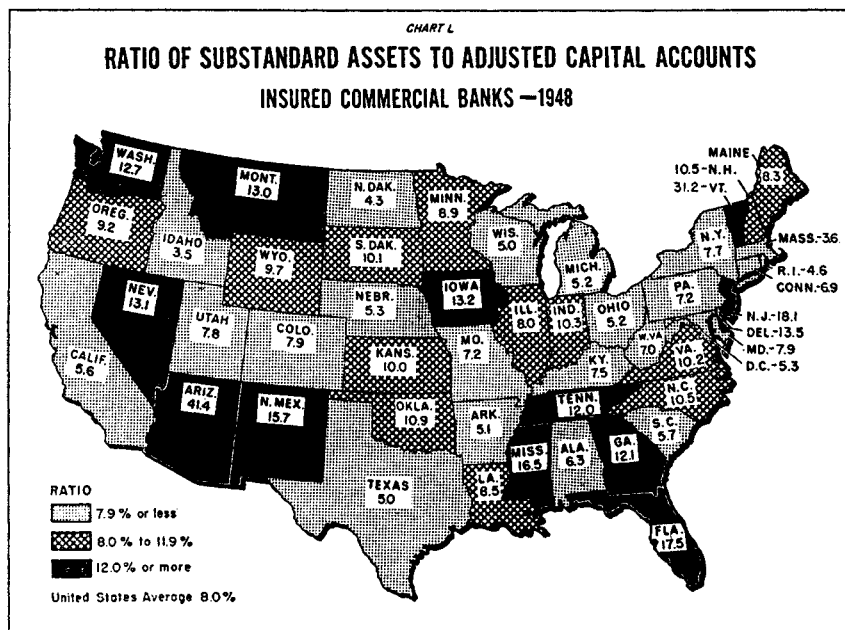 CHART L
RATIO OF SUBSTANDARD ASSETS TO ADJUSTED CAPITAL ACCOUNTS
INSURED COMMERCIAL BANKS — 1948
WASH.
12.7
MONT.
13.0
N. DAK.
4.3
MINN.
8.9
MAINE
8.3
10.5-N.H.
31.2-VT.
OREG.
9.2
IDAHO
3.5
WYO.
9.7
S. DAK.
10.1
WIS.
5.0
MICH.
5.2
N.Y.
7.7
MASS.-3.6
R.I.-4.6
CONN.-6.9
NEV.
13.1
UTAH
7.8
COLO.
7.9
NEBR.
5.3
IOWA
13.2
ILL.
8.0
IND.
10.3
OHIO
5.2
PA.
7.2
N.J.-18.1
DEL.-13.5
MD.-7.9
D.C.-5.3
CALIF.
5.6
KANS.
10.0
MO.
7.2
KY.
7.5
W.VA
7.0
VA.
10.2
ARIZ.
41.4
N. MEX.
15.7
OKLA.
10.9
ARK.
5.1
TENN.
12.0
N.C.
10.5
S.C.
5.7
TEXAS
5.0
LA.
8.5
MISS.
16.5
ALA.
6.3
GA.
12.1
FLA.
17.5
RATIO
7.9% or less
8.0% to 11.9%
12.0% or more
United States Average 8.0%